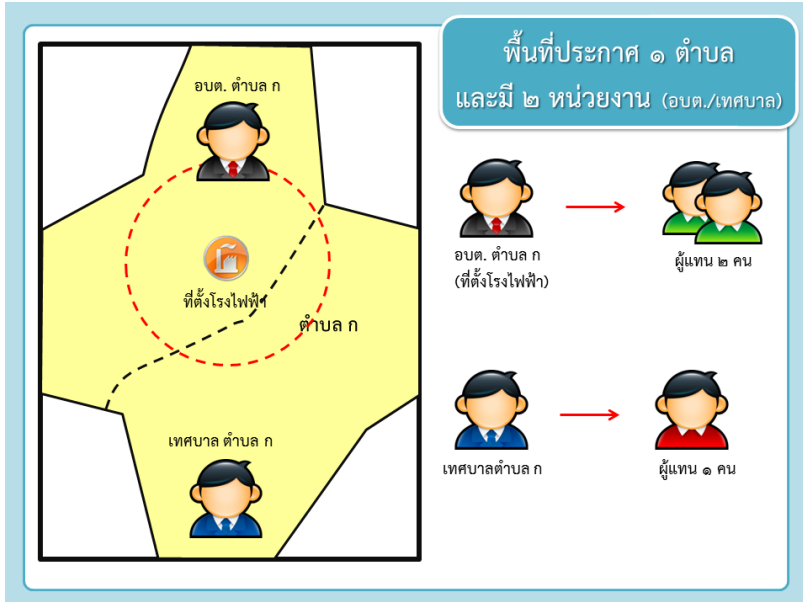 พื้นที่ประกาศ ๑ ตำบล
และมี ๒ หน่วยงาน (อบต./เทศบาล)
อบต. ตำบล ก
ที่ตั้งโรงไฟฟ้า
ตำบล ก
เทศบาล ตำบล ก
อบต. ตำบล ก
(ที่ตั้งโรงไฟฟ้า)
ผู้แทน ๒ คน
เทศบาลตำบล ก
ผู้แทน ๑ คน